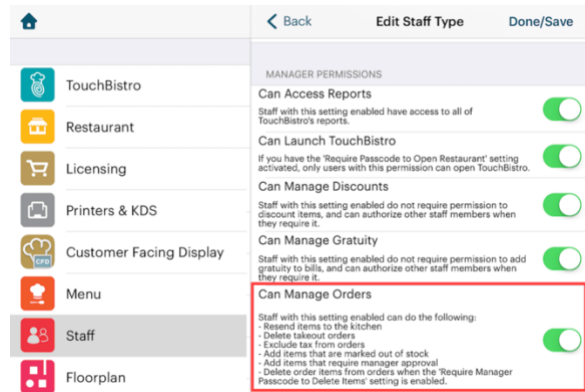 Back
Edit Staff Type
Done/Save
TouchBistro
Restaurant
Licensing
Printers & KDS
CFD
Customer Facing Display
Menu
Staff
Floorplan
MANAGER PERMISSIONS
Can Access Reports
Staff with this setting enabled have access to all of
TouchBistro's reports.
Can Launch TouchBistro
If you have the 'Require Passcode to Open Restaurant' setting
activated, only users with this permission can open TouchBistro.
Can Manage Discounts
Staff with this setting enabled do not require permission to
discount items, and can authorize other staff members when
they require it.
Can Manage Gratuity
Staff with this setting enabled do not require permission to add
gratuity to bills, and can authorize other staff members when
they require it.
Can Manage Orders
Staff with this setting enabled can do the following:
- Resend items to the kitchen
- Delete takeout orders
- Exclude tax from orders
- Add items that are marked out of stock
- Add items that require manager approval
- Delete order items from orders when the 'Require Manager
Passcode to Delete Items' setting is enabled.